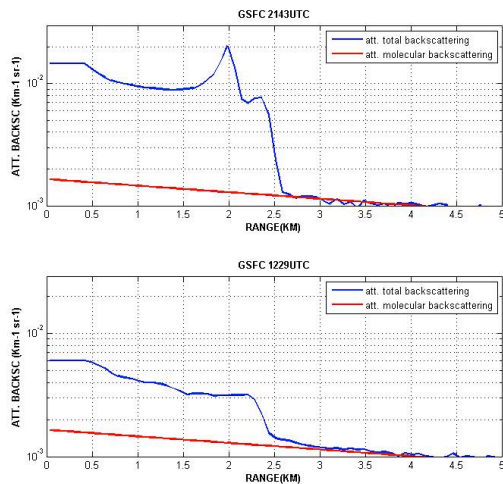 GSFC 2143UTC
att. total backscattering
att. molecular backscattering
ATT. BACKSC (Km-1 sr-1)
10-2
10-3
0 0.5 1 1.5 2 2.5 3 3.5 4 4.5 5
RANGE(KM)
GSFC 1229UTC
att. total backscattering
att. molecular backscattering
ATT. BACKSC(Km-1 sr-1)
10-2
10-3
0 0.5 1 1.5 2 2.5 3 3.5 4 4.5 5
RANGE(KM)